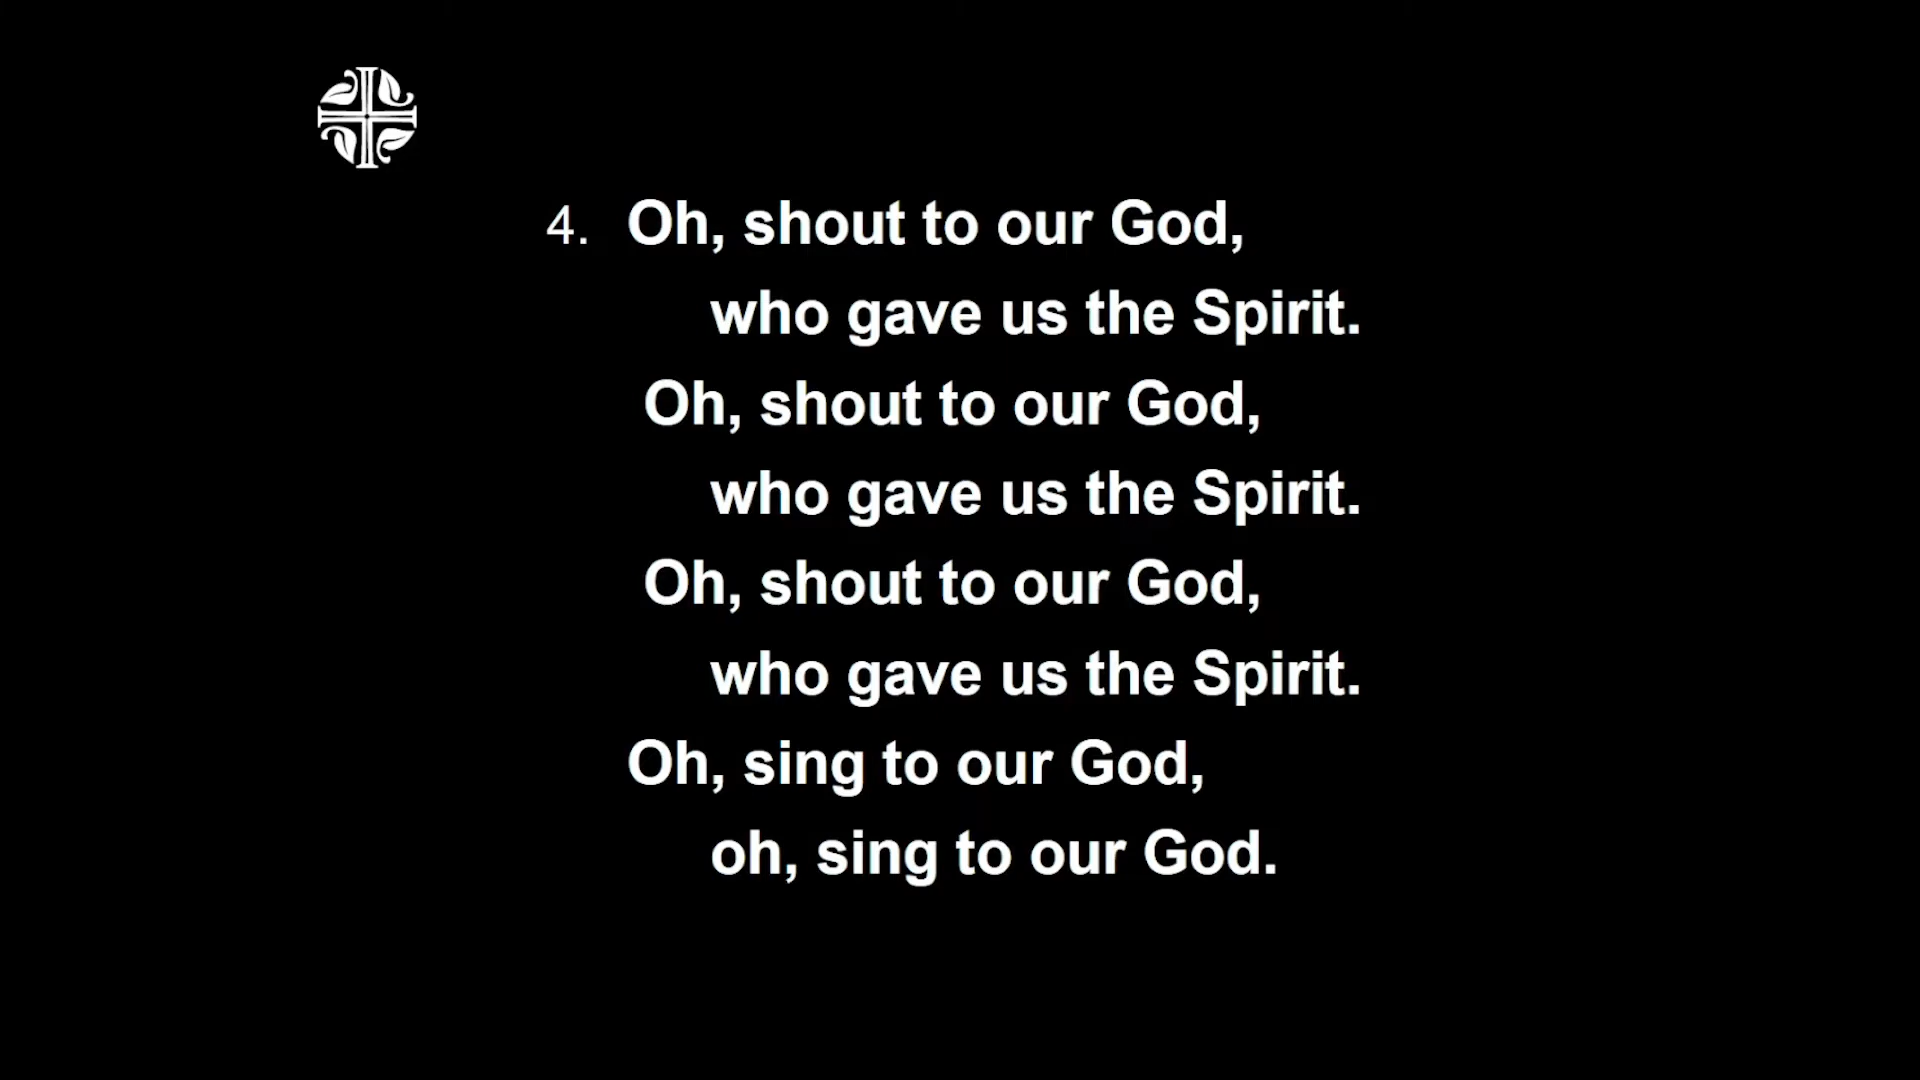 4. Oh, shout to our God,
who gave us the Spirit.
Oh, shout to our God,
who gave us the Spirit.
Oh, shout to our God,
who gave us the Spirit.
Oh, sing to our God,
oh, sing to our God.